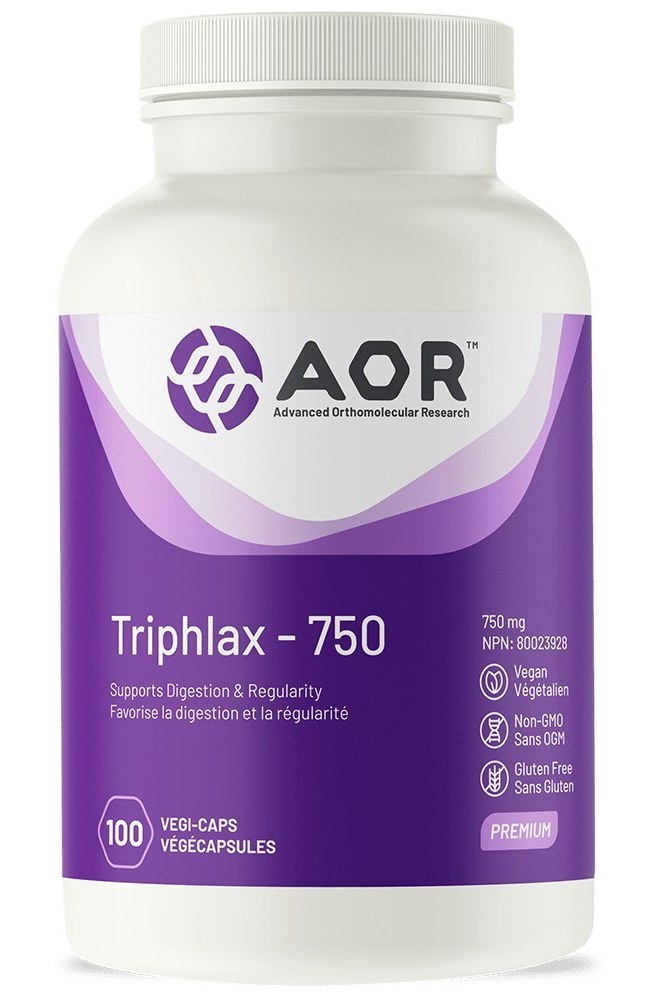 AOR™
Advanced Orthomolecular Research
Triphlax - 750
Supports Digestion & Regularity
Favorise la digestion et la régularité
750 mg
NPN: 80023928
Vegan
Végétalien
Non-GMO
Sans OGM
Gluten Free
Sans Gluten
100
VEGI-CAPS
VÉGÉCAPSULES
PREMIUM